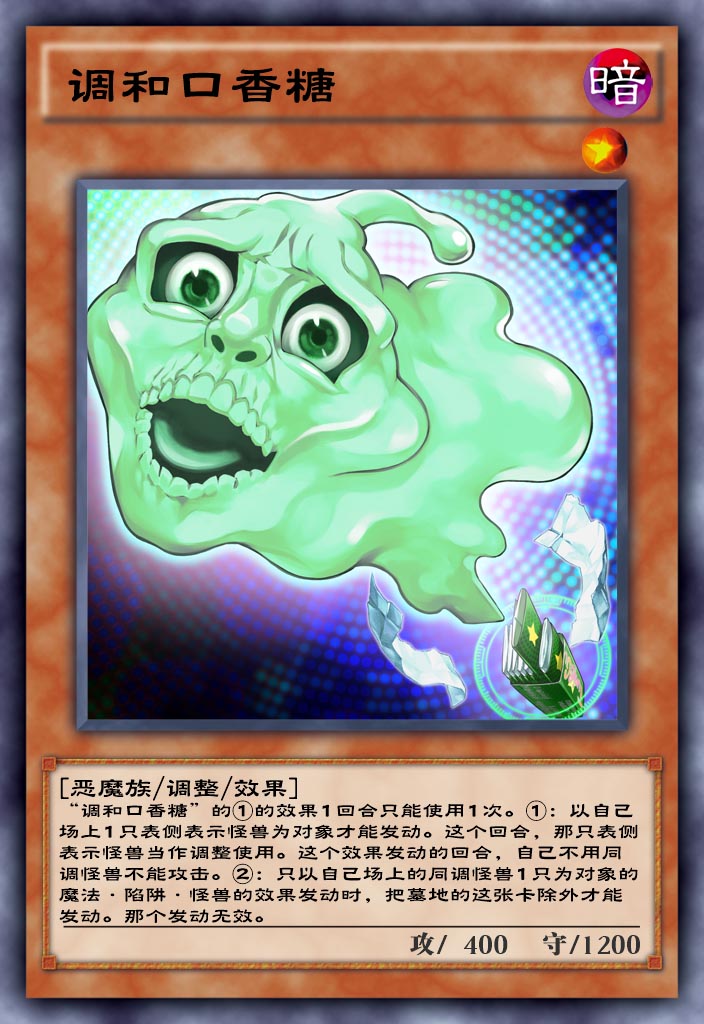 调和口香糖
暗
[恶魔族/调整/效果]
“调和口香糖”的①的效果1回合只能使用1次。①：以自己
场上1只表侧表示怪兽为对象才能发动。这个回合，那只表侧
表示怪兽当作调整使用。这个效果发动的回合，自己不用同
调怪兽不能攻击。②：只以自己场上的同调怪兽1只为对象的
魔法·陷阱·怪兽的效果发动时，把墓地的这张卡除外才能
发动。那个发动无效。
攻/ 400 守/1200